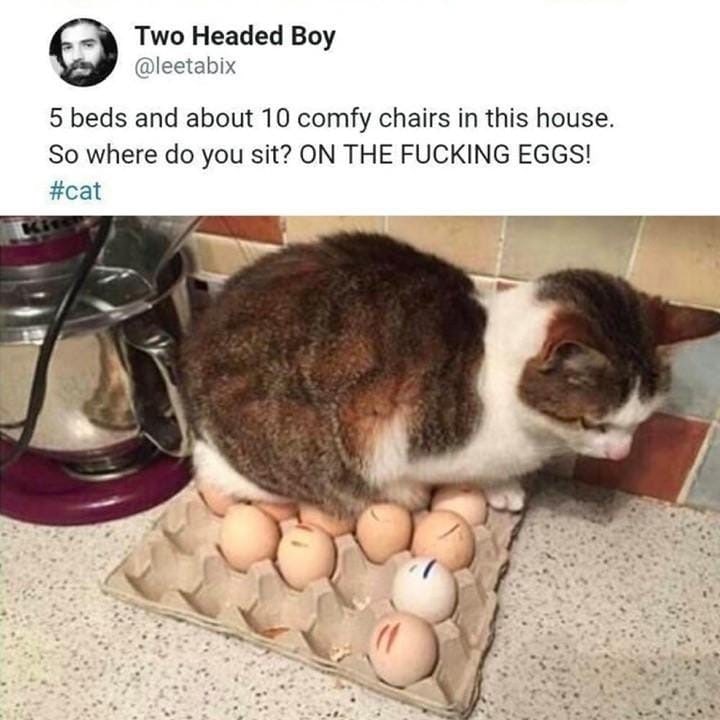 Two Headed Boy
@leetabix
5 beds and about 10 comfy chairs in this house.
So where do you sit? ON THE FUCKING EGGS!
#cat